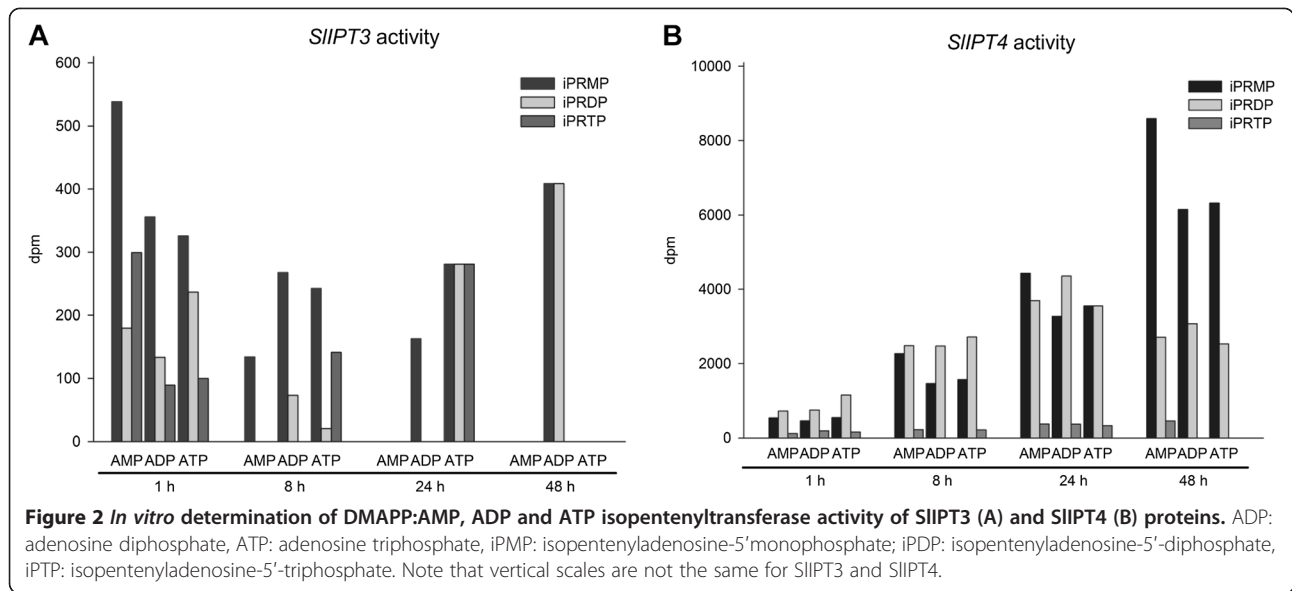 A
SlIPT3 activity
600
500
400
300
200
100
0
dpm
iPRMP
iPRDP
iPRTP
AMP ADP ATP
AMP ADP ATP
AMP ADP ATP
AMP ADP ATP
1 h
8 h
24 h
48 h
B
SlIPT4 activity
10000
8000
6000
4000
2000
0
dpm
iPRMP
iPRDP
iPRTP
AMP ADP ATP
AMP ADP ATP
AMP ADP ATP
AMP ADP ATP
1 h
8 h
24 h
48 h
Figure 2 In vitro determination of DMAPP:AMP, ADP and ATP isopentenyltransferase activity of SlIPT3 (A) and SlIPT4 (B) proteins. ADP:
adenosine diphosphate, ATP: adenosine triphosphate, iPMP: isopentenyladenosine-5′monophosphate; iPDP: isopentenyladenosine-5′-diphosphate,
iPTP: isopentenyladenosine-5′-triphosphate. Note that vertical scales are not the same for SlIPT3 and SlIPT4.